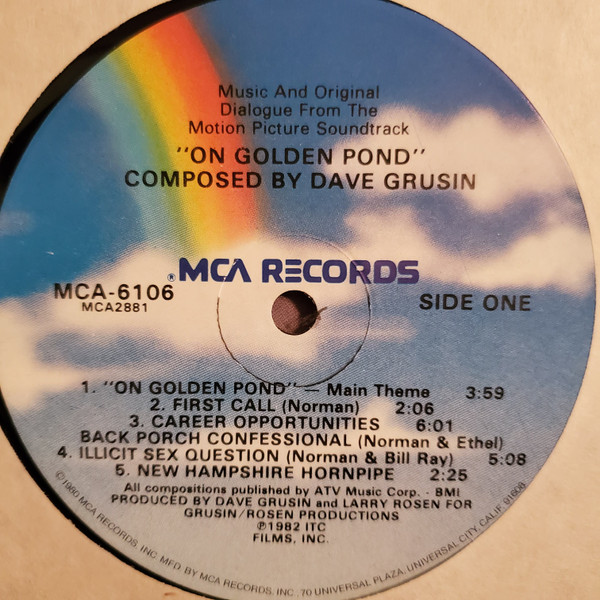 Music And Original
Dialogue From The
Motion Picture Soundtrack
"ON GOLDEN POND"
COMPOSED BY DAVE GRUSIN
® MCA RECORDS
MCA-6106
MCA2881
SIDE ONE
1. "ON GOLDEN POND" — Main Theme 3:59
2. FIRST CALL (Norman) 2:06
3. CAREER OPPORTUNITIES 6:01
BACK PORCH CONFESSIONAL (Norman & Ethel)
4. ILLICIT SEX QUESTION (Norman & Bill Ray) 5:08
5. NEW HAMPSHIRE HORNPIPE 2:25
All compositions published by ATV Music Corp. · BMI
PRODUCED BY DAVE GRUSIN and LARRY ROSEN FOR
GRUSIN/ROSEN PRODUCTIONS
℗1982 ITC
FILMS, INC.
©1980 MCA RECORDS, INC. MFD BY MCA RECORDS, INC., 70 UNIVERSAL PLAZA, UNIVERSAL CITY, CALIF. 91608